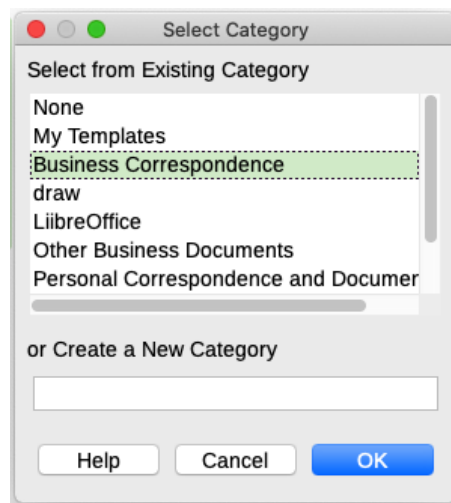 Select Category
Select from Existing Category
None
My Templates
Business Correspondence
draw
LiibreOffice
Other Business Documents
Personal Correspondence and Documer
or Create a New Category
Help
Cancel
OK